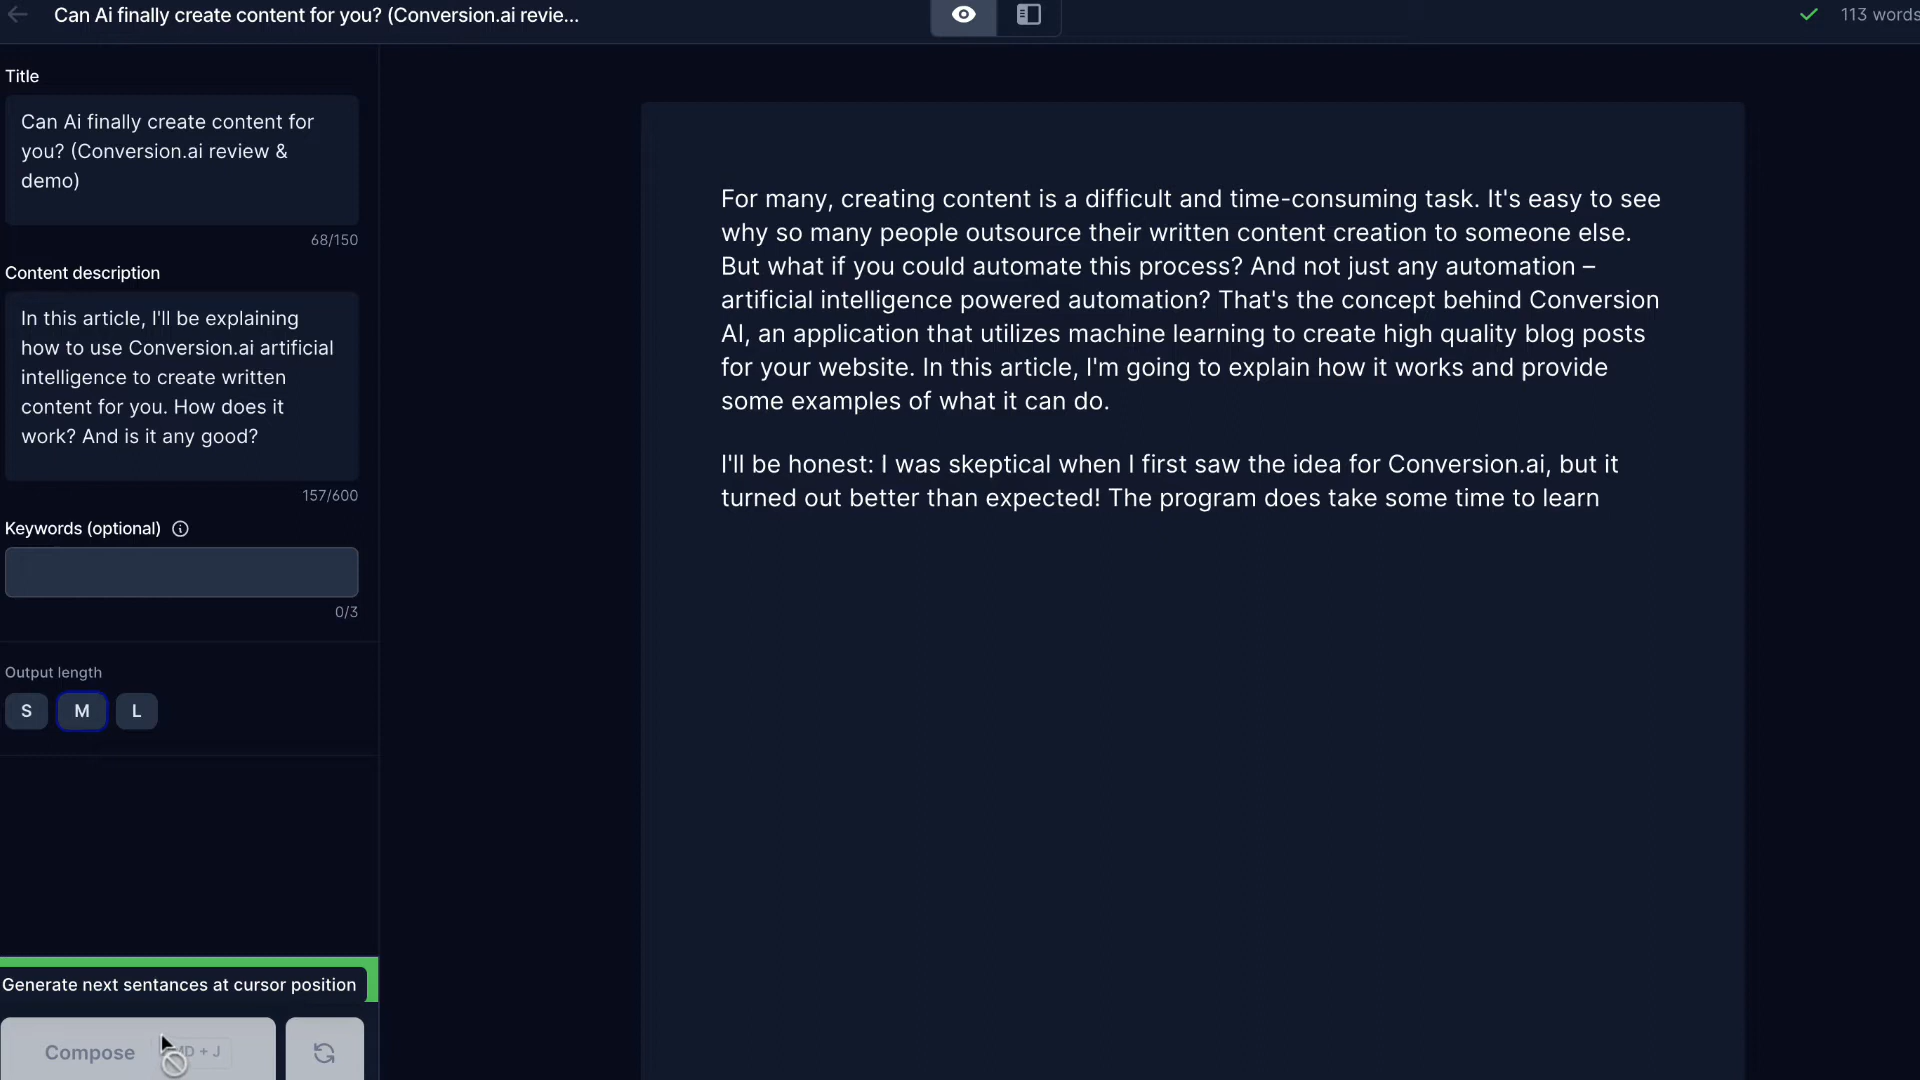 Can Ai finally create content for you? (Conversion.ai revie...
113 words
Title
Can Ai finally create content for
you? (Conversion.ai review &
demo)
68/150
Content description
In this article, I'll be explaining
how to use Conversion.ai artificial
intelligence to create written
content for you. How does it
work? And is it any good?
157/600
Keywords (optional)
0/3
Output length
S M L
Generate next sentances at cursor position
Compose MD + J
For many, creating content is a difficult and time-consuming task. It's easy to see
why so many people outsource their written content creation to someone else.
But what if you could automate this process? And not just any automation –
artificial intelligence powered automation? That's the concept behind Conversion
AI, an application that utilizes machine learning to create high quality blog posts
for your website. In this article, I'm going to explain how it works and provide
some examples of what it can do.
I'll be honest: I was skeptical when I first saw the idea for Conversion.ai, but it
turned out better than expected! The program does take some time to learn